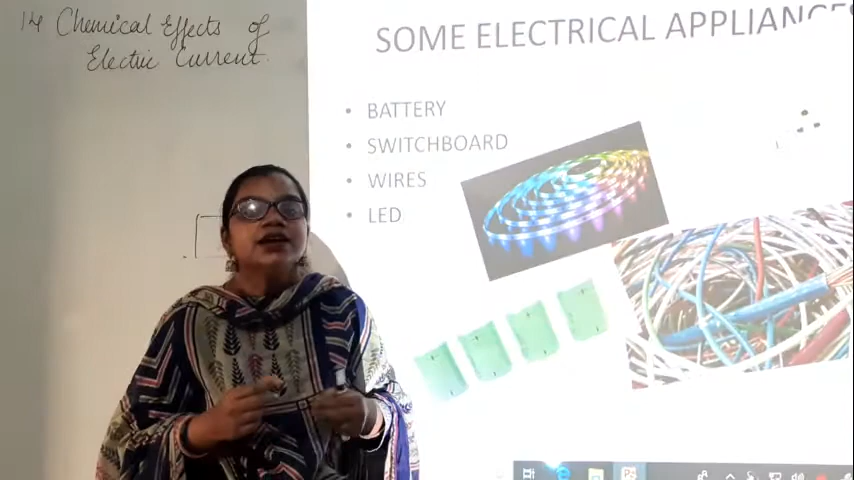 14 Chemical Effects of
Electric Current.
SOME ELECTRICAL APPLIANCES
• BATTERY
• SWITCHBOARD
• WIRES
• LED